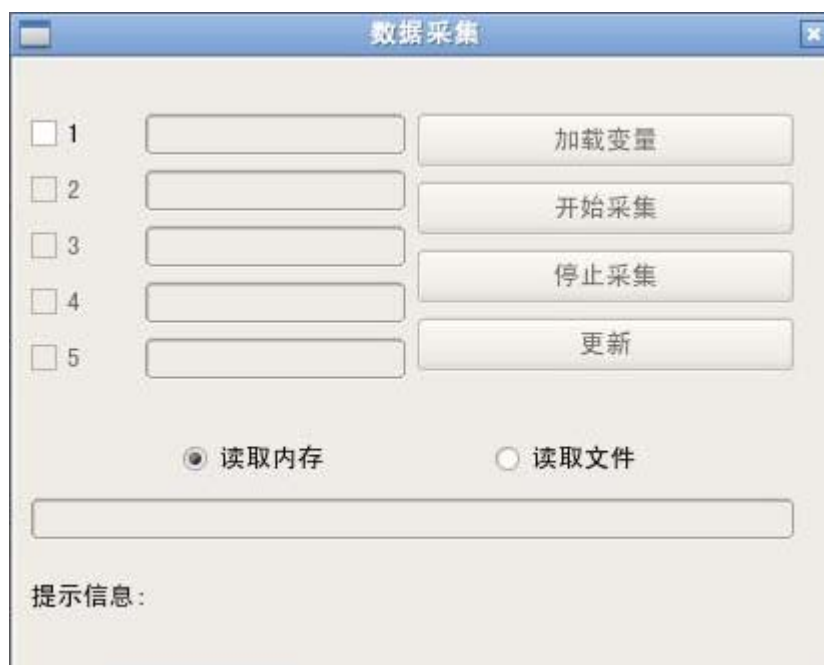 数据采集
1
加载变量
2
开始采集
3
停止采集
4
更新
5
读取内存 读取文件
提示信息: